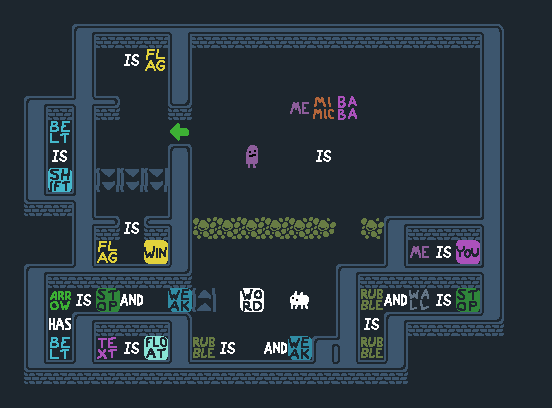 IS FLAG
ME MIMIC BABA
BELT
IS
IS
SHIFT
IS
FLAG WIN
ME IS YOU
ARROW IS STOP AND WEAK
WORD
RUBBLE AND WALL IS STOP
HAS
IS
BELT
TEXT IS FLOAT
RUBBLE IS AND WEAK
RUBBLE